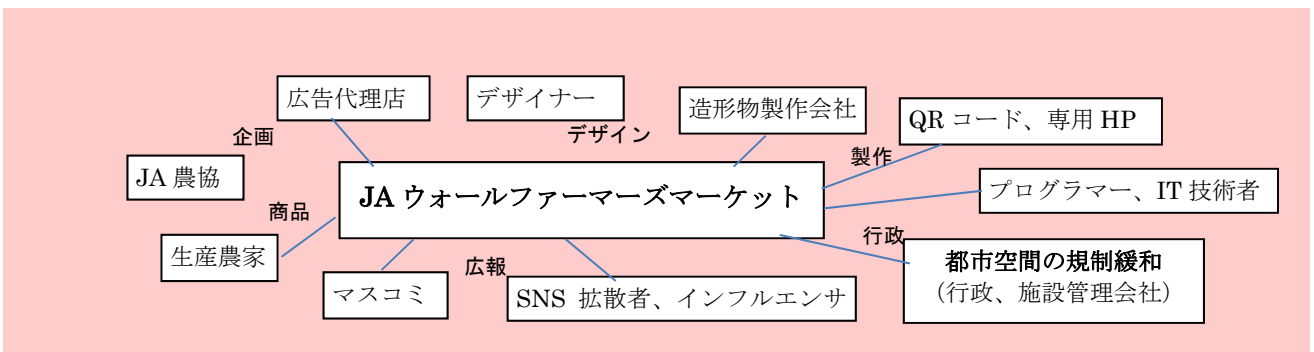 広告代理店
デザイナー
造形物製作会社
QR コード、専用 HP
企画
デザイン
製作
JA 農協
JA ウォールファーマーズマーケット
プログラマー、IT 技術者
商品
行政
生産農家
広報
都市空間の規制緩和
（行政、施設管理会社）
マスコミ
SNS 拡散者、インフルエンサ